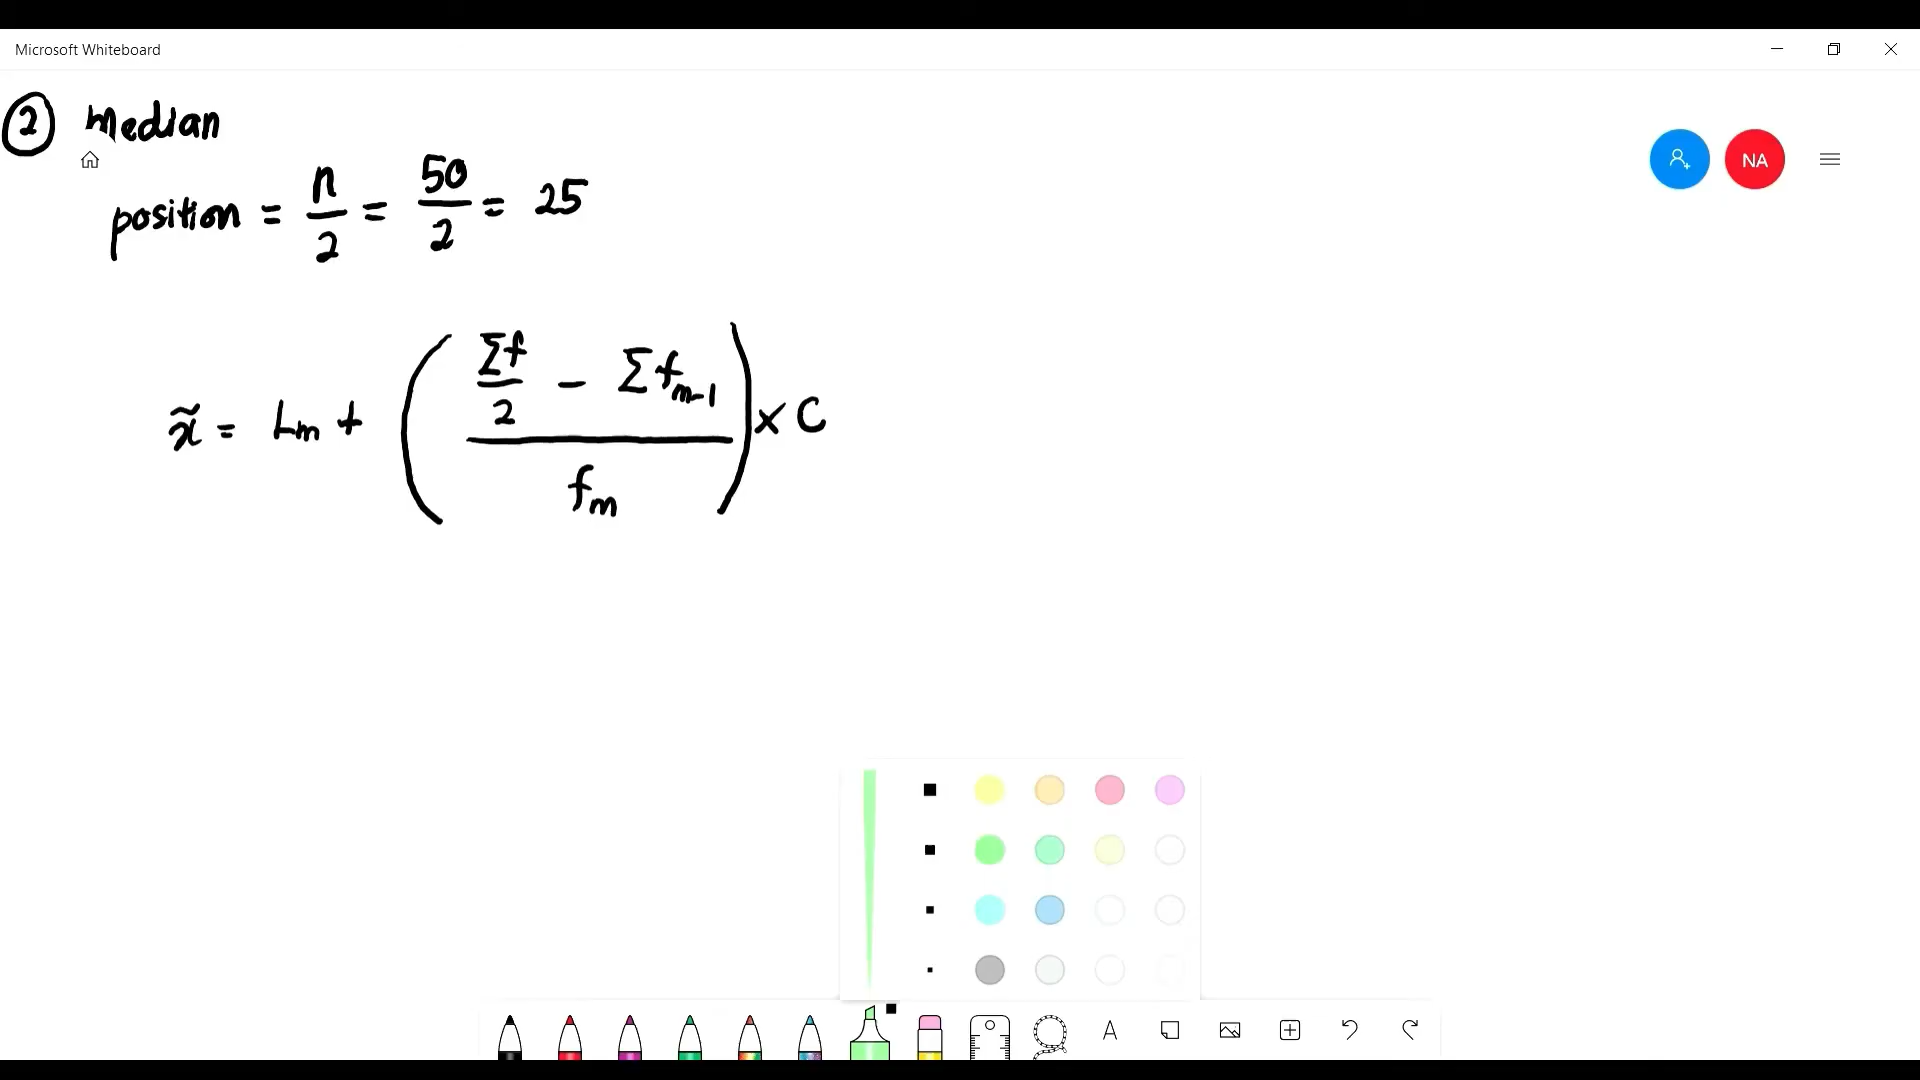 Microsoft Whiteboard
② Median
NA
position = n/2 = 50/2 = 25
x̃ = Lm + ( (Σf/2 − Σfm-1) / fm ) × C
A